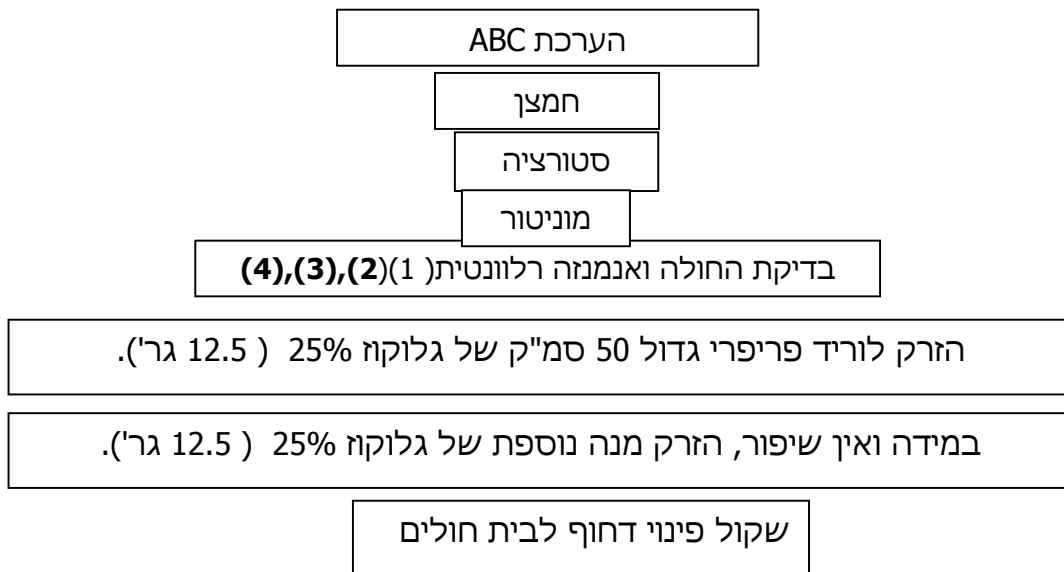 הערכת ABC
חמצן
סטורציה
מוניטור
בדיקת החולה ואנמנזה רלוונטית( 1)(2),(3),(4)
הזרק לוריד פריפרי גדול 50 סמ"ק של גלוקוז 25% ( 12.5 גר').
במידה ואין שיפור, הזרק מנה נוספת של גלוקוז 25% ( 12.5 גר').
שקול פינוי דחוף לבית חולים